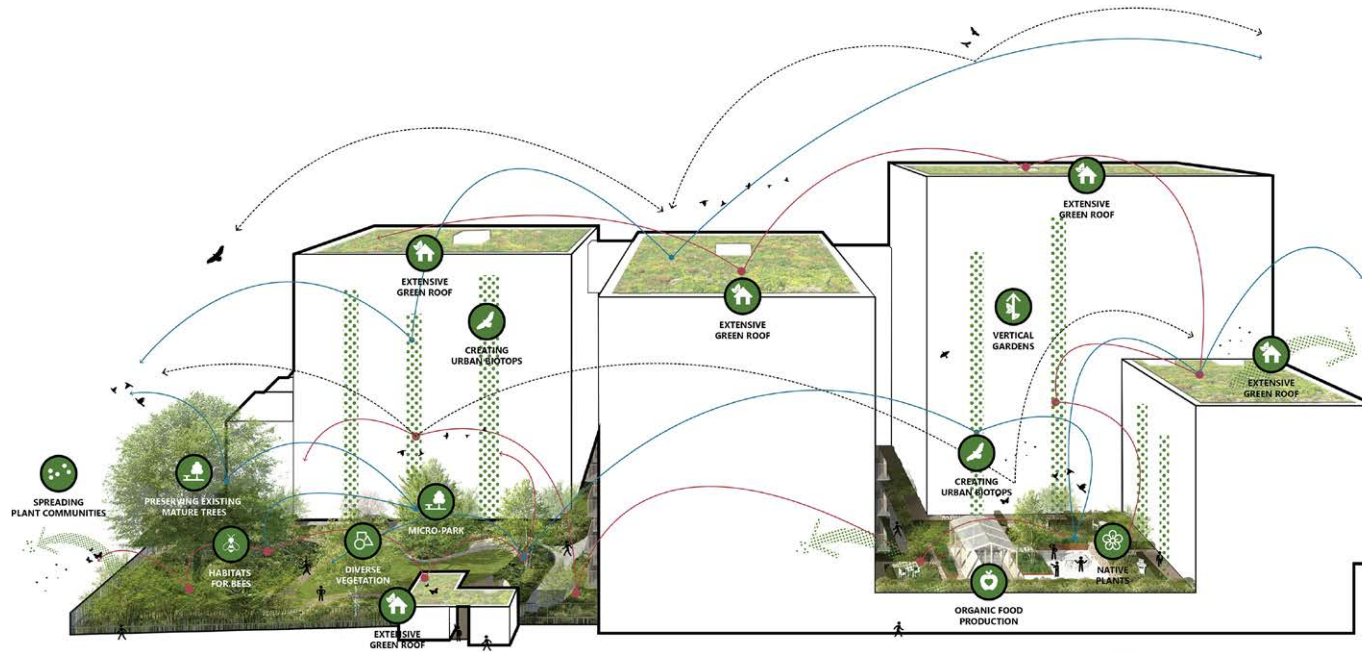 EXTENSIVE
GREEN ROOF
EXTENSIVE
GREEN ROOF
EXTENSIVE
GREEN ROOF
CREATING
URBAN BIOTOPS
VERTICAL
GARDENS
EXTENSIVE
GREEN ROOF
SPREADING
PLANT COMMUNITIES
PRESERVING EXISTING
MATURE TREES
MICRO-PARK
CREATING
URBAN BIOTOPS
HABITATS
FOR BEES
DIVERSE
VEGETATION
NATIVE
PLANTS
ORGANIC FOOD
PRODUCTION
EXTENSIVE
GREEN ROOF